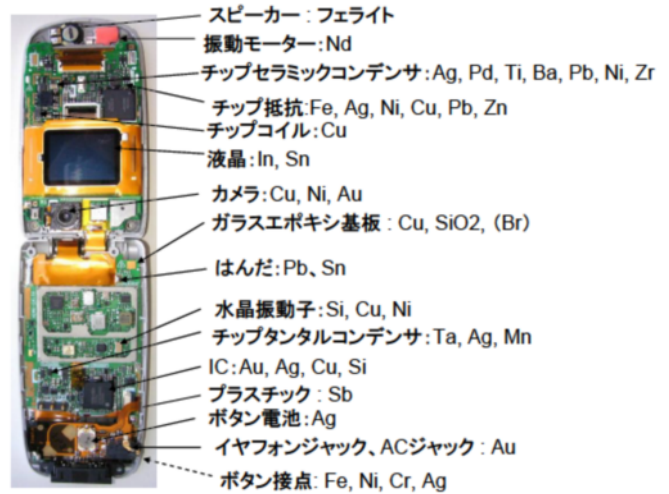 スピーカー : フェライト
振動モーター:Nd
チップセラミックコンデンサ:Ag, Pd, Ti, Ba, Pb, Ni, Zr
チップ抵抗:Fe, Ag, Ni, Cu, Pb, Zn
チップコイル:Cu
液晶:In, Sn
カメラ:Cu, Ni, Au
ガラスエポキシ基板 : Cu, SiO2, (Br)
はんだ:Pb、Sn
水晶振動子:Si, Cu, Ni
チップタンタルコンデンサ:Ta, Ag, Mn
IC:Au, Ag, Cu, Si
プラスチック : Sb
ボタン電池:Ag
イヤフォンジャック、ACジャック : Au
ボタン接点: Fe, Ni, Cr, Ag